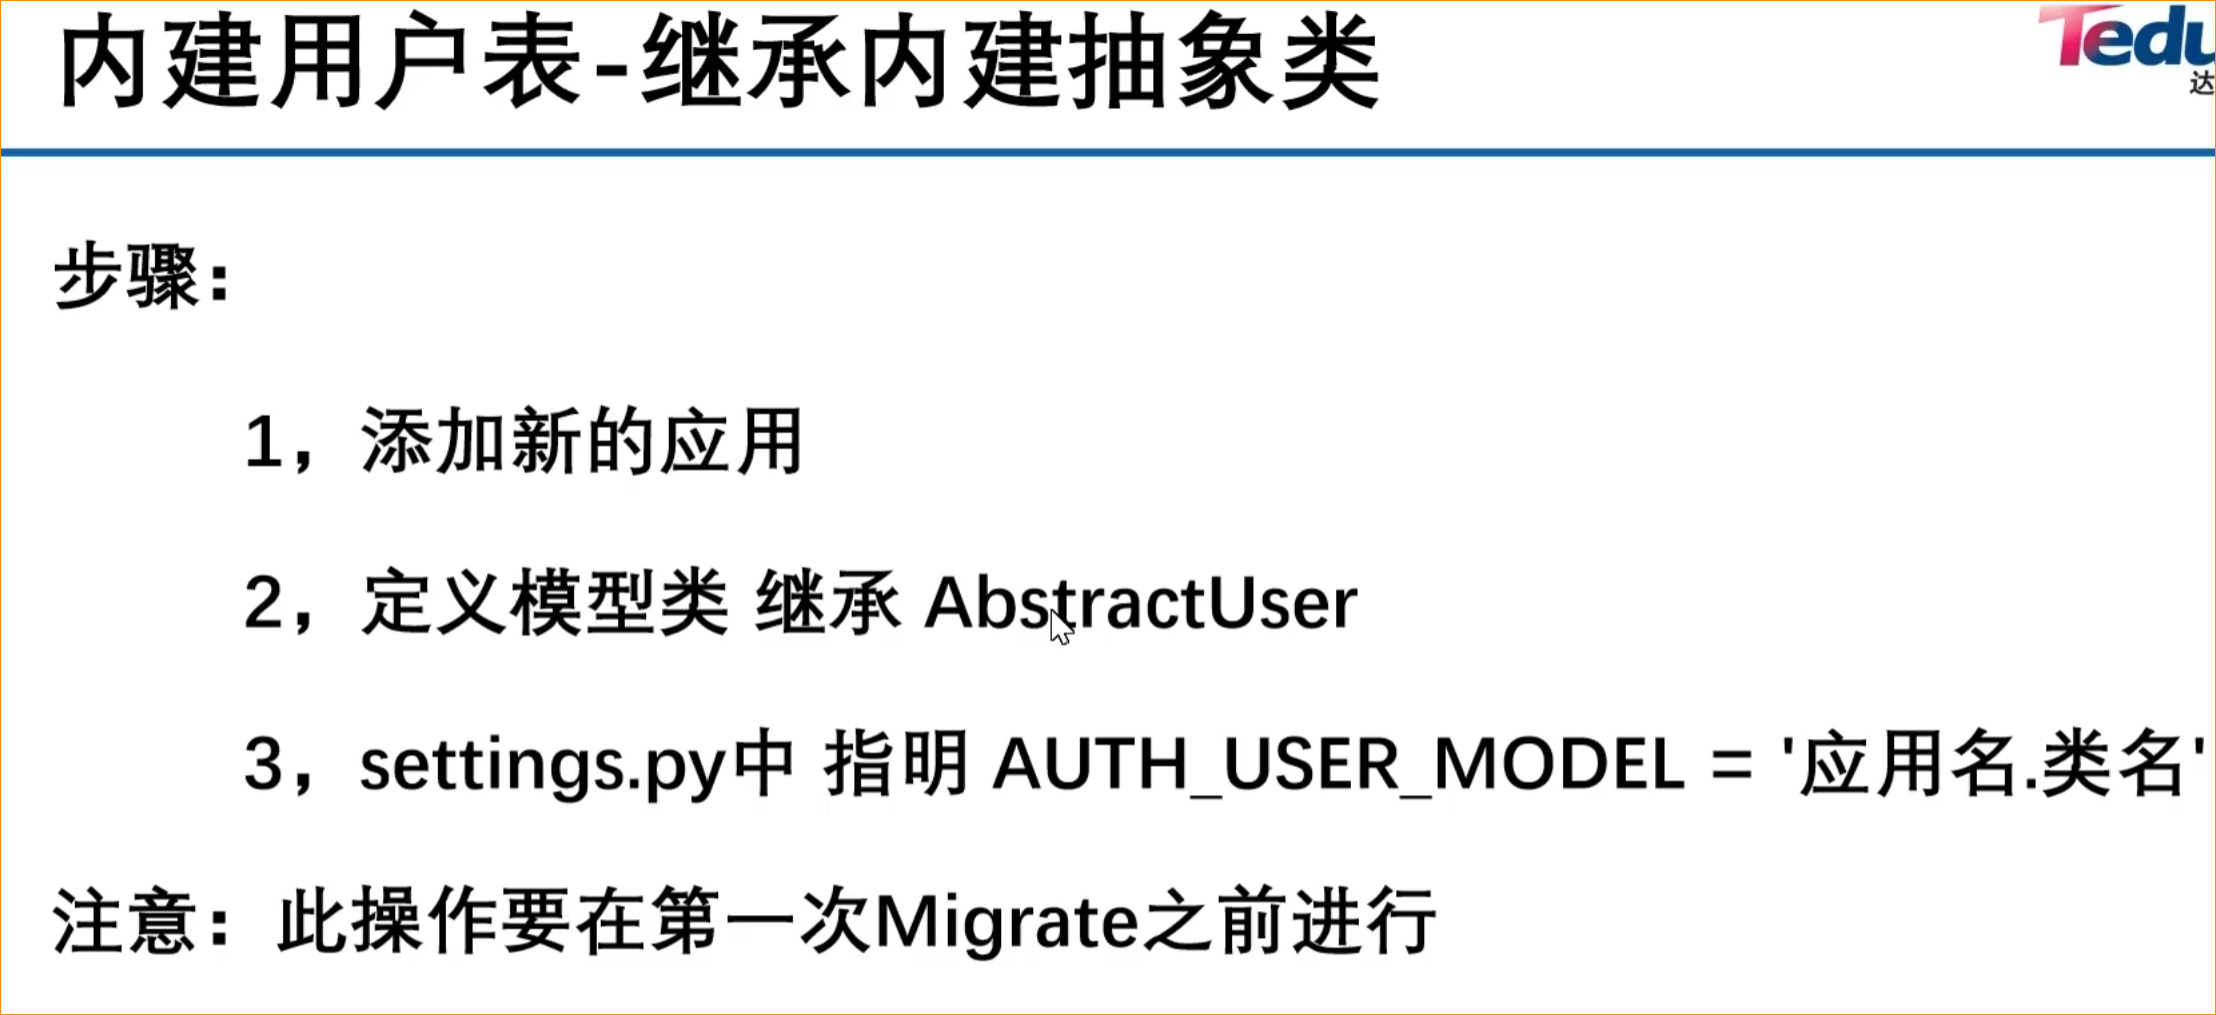 内建用户表-继承内建抽象类
Tedu
达
步骤:
1，添加新的应用
2，定义模型类 继承 AbstractUser
3，settings.py中 指明 AUTH_USER_MODEL = '应用名.类名'
注意：此操作要在第一次Migrate之前进行